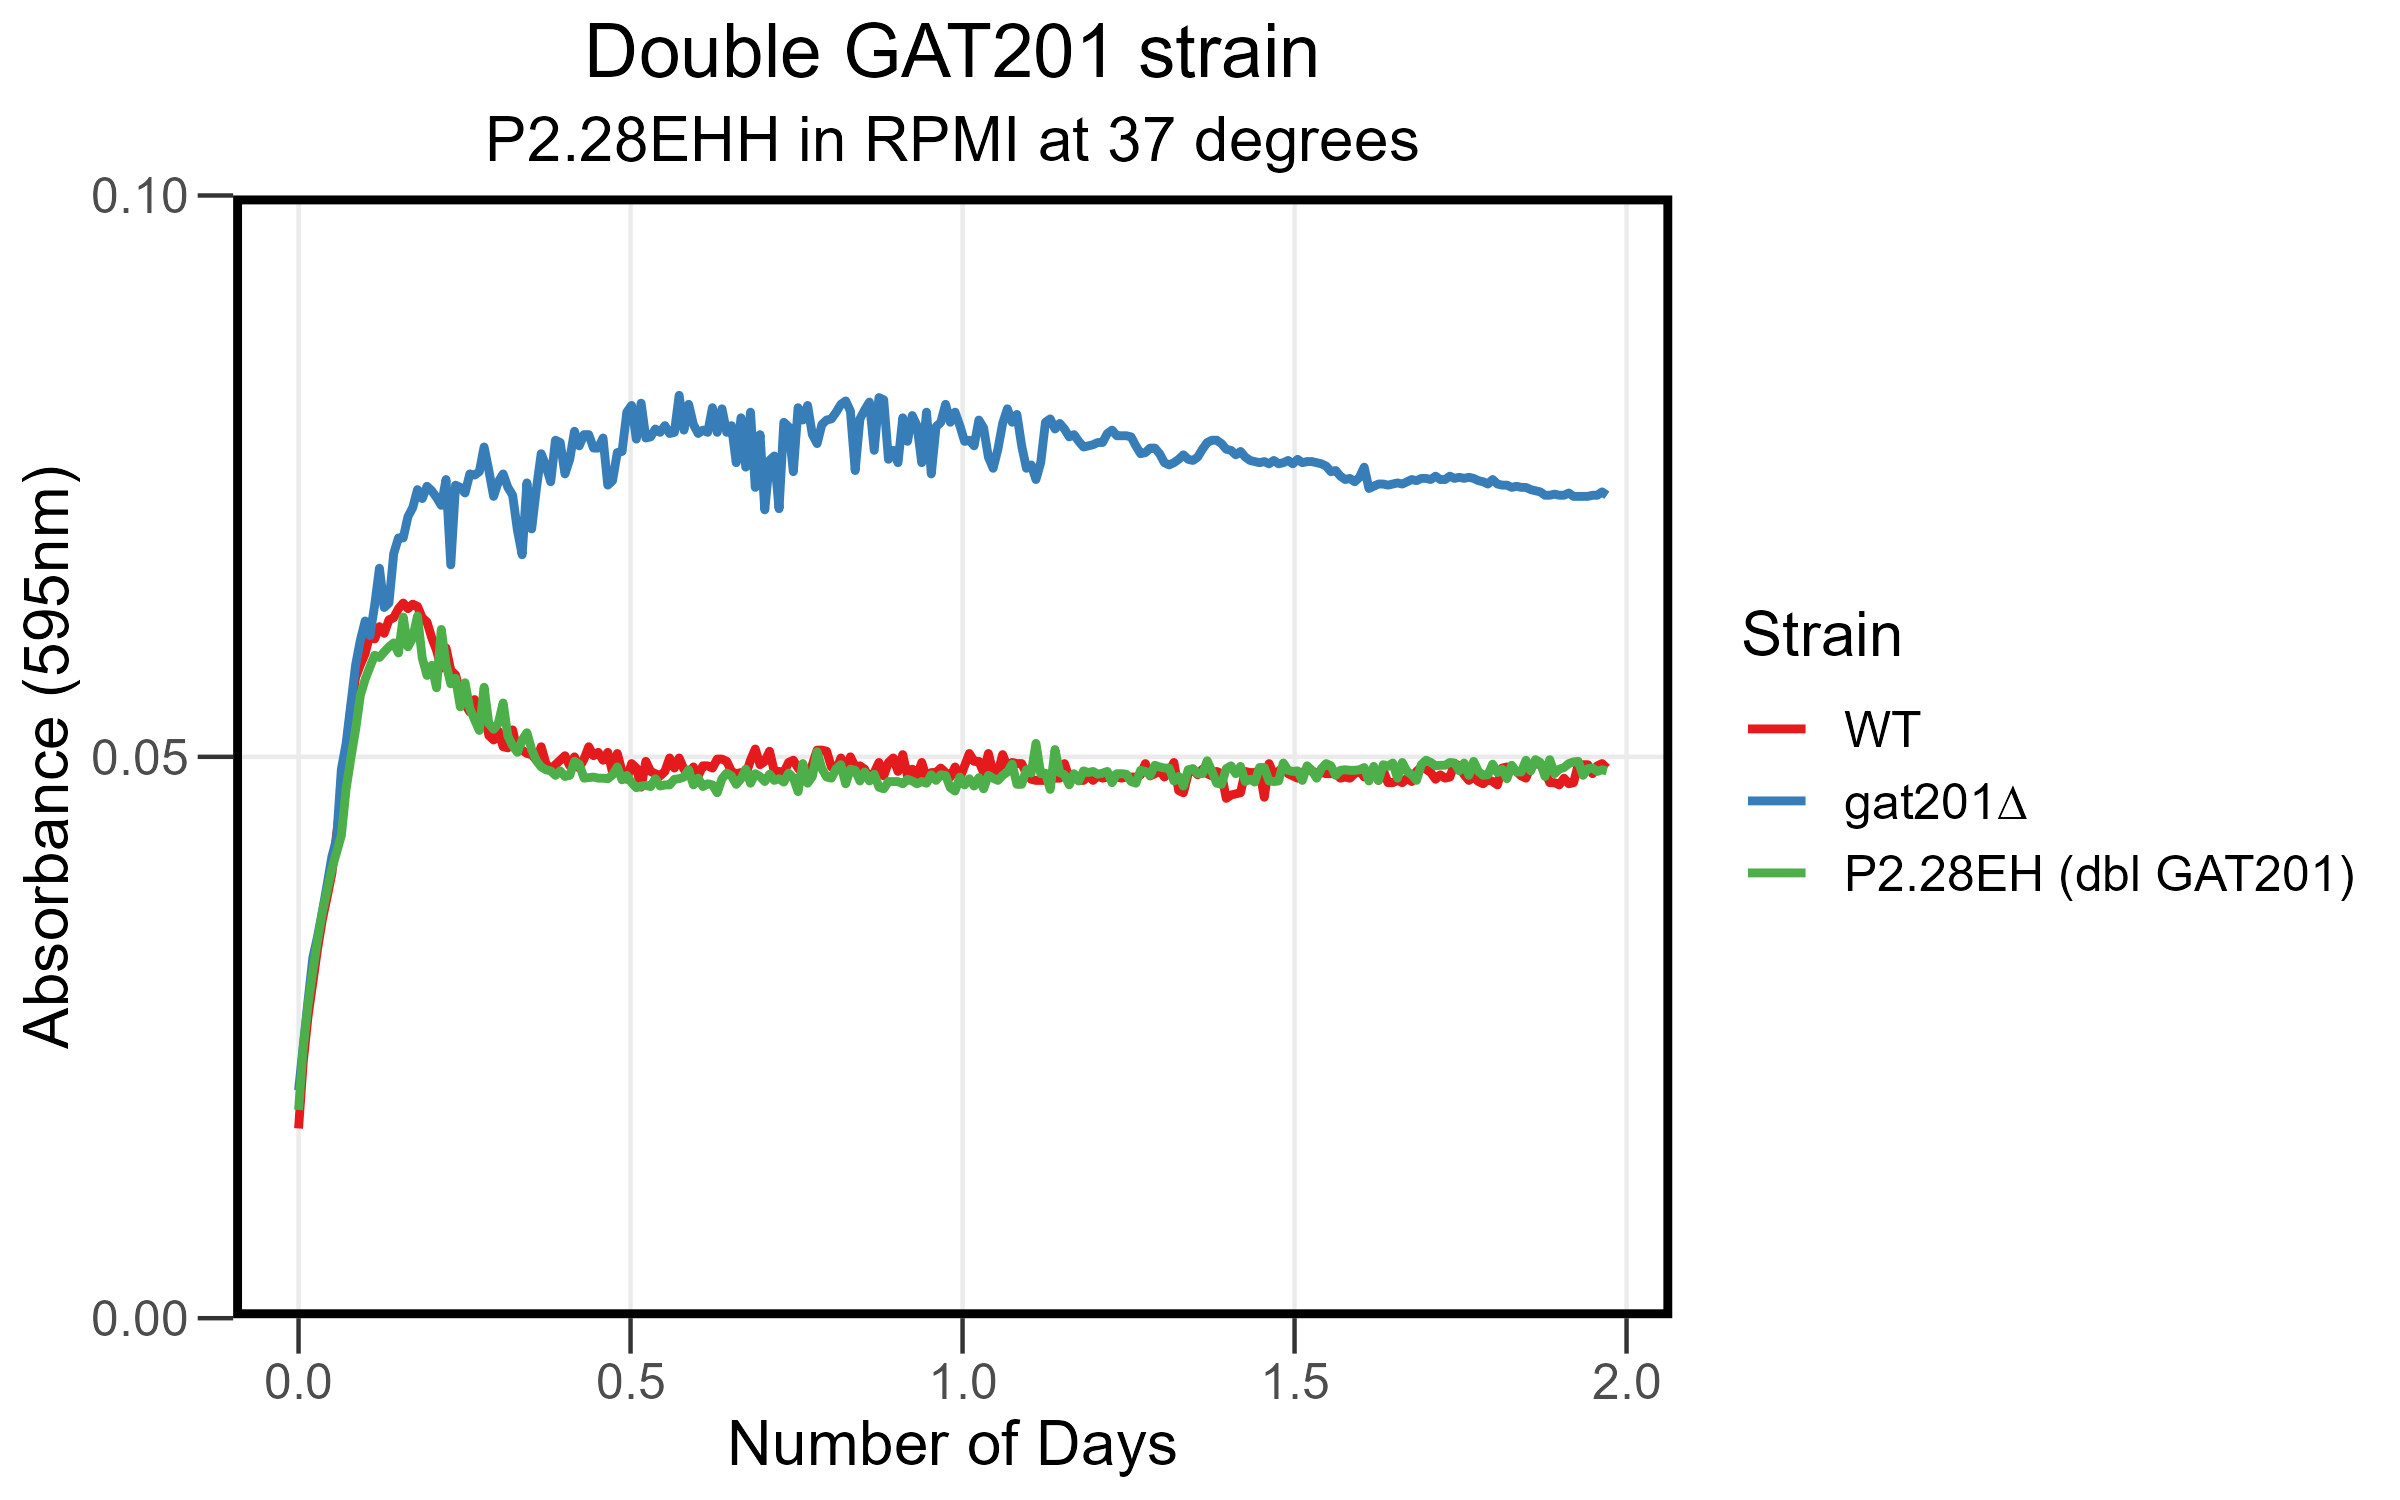 Double GAT201 strain
P2.28EHH in RPMI at 37 degrees
0.10
0.05
0.00
Absorbance (595nm)
0.0 0.5 1.0 1.5 2.0
Number of Days
Strain
WT
gat201Δ
P2.28EH (dbl GAT201)